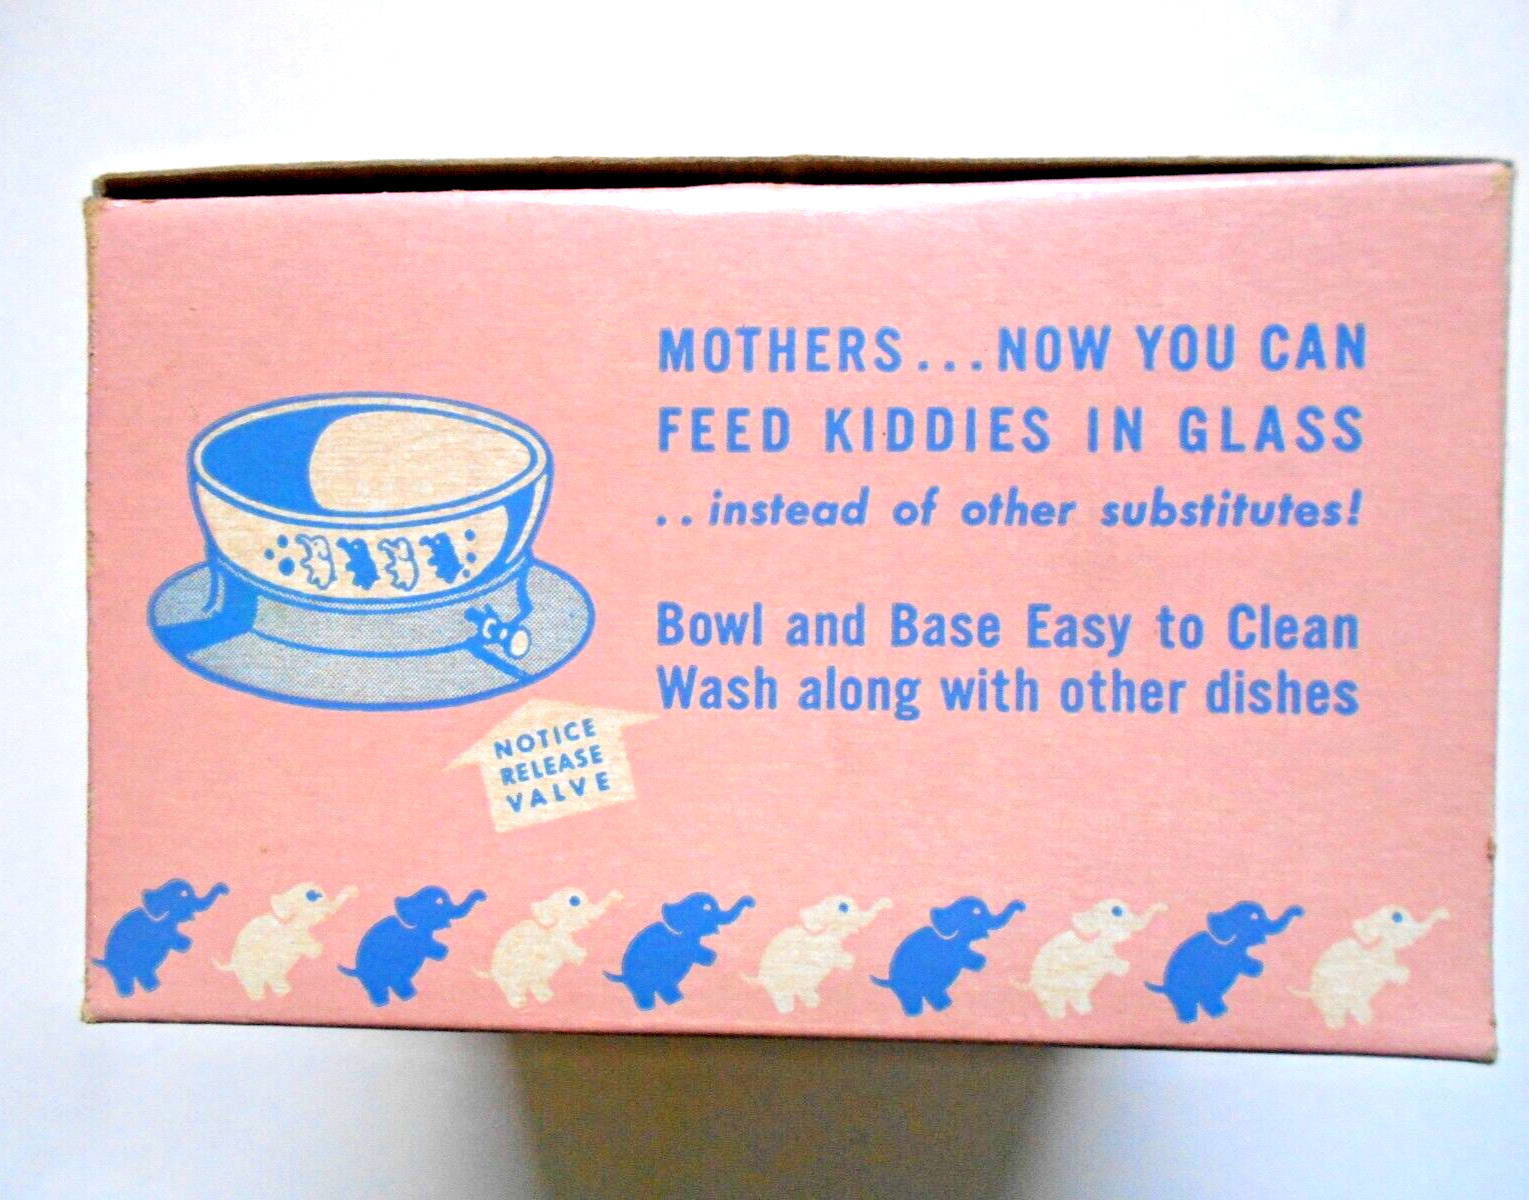 MOTHERS...NOW YOU CAN
FEED KIDDIES IN GLASS
..instead of other substitutes!
Bowl and Base Easy to Clean
Wash along with other dishes
NOTICE
RELEASE
VALVE